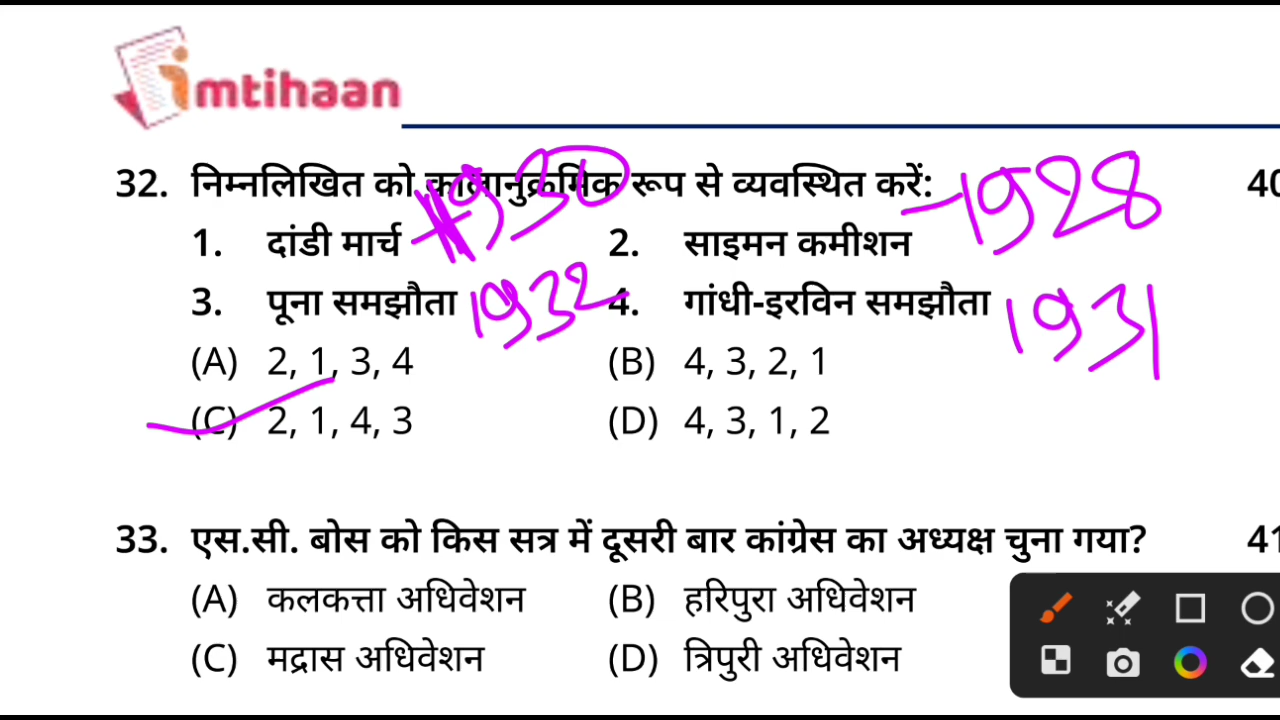 imtihaan
32. निम्नलिखित को कालानुक्रमिक रूप से व्यवस्थित करें: 40
1. दांडी मार्च 1930 2. साइमन कमीशन 1928
3. पूना समझौता 1932 4. गांधी-इरविन समझौता 1931
(A) 2, 1, 3, 4 (B) 4, 3, 2, 1
(C) 2, 1, 4, 3 (D) 4, 3, 1, 2
33. एस.सी. बोस को किस सत्र में दूसरी बार कांग्रेस का अध्यक्ष चुना गया? 41
(A) कलकत्ता अधिवेशन (B) हरिपुरा अधिवेशन
(C) मद्रास अधिवेशन (D) त्रिपुरी अधिवेशन